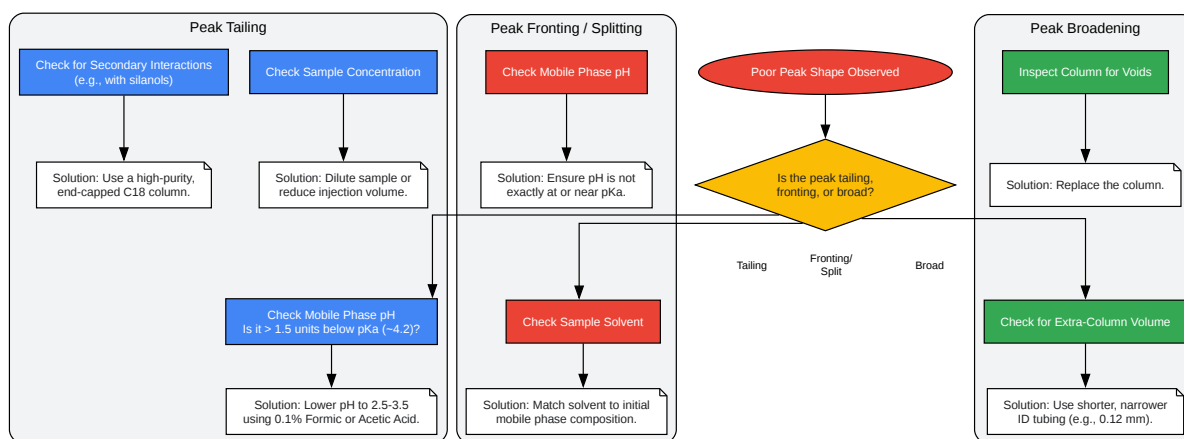 Peak Tailing
Check for Secondary Interactions
(e.g., with silanols)
Check Sample Concentration
Solution: Use a high-purity,
end-capped C18 column.
Solution: Dilute sample or
reduce injection volume.
Check Mobile Phase pH
Is it > 1.5 units below pKa (~4.2)?
Solution: Lower pH to 2.5-3.5
using 0.1% Formic or Acetic Acid.
Peak Fronting / Splitting
Check Mobile Phase pH
Solution: Ensure pH is not
exactly at or near pKa.
Check Sample Solvent
Solution: Match solvent to initial
mobile phase composition.
Poor Peak Shape Observed
Is the peak tailing,
fronting, or broad?
Tailing
Fronting/
Split
Broad
Peak Broadening
Inspect Column for Voids
Solution: Replace the column.
Check for Extra-Column Volume
Solution: Use shorter, narrower
ID tubing (e.g., 0.12 mm).